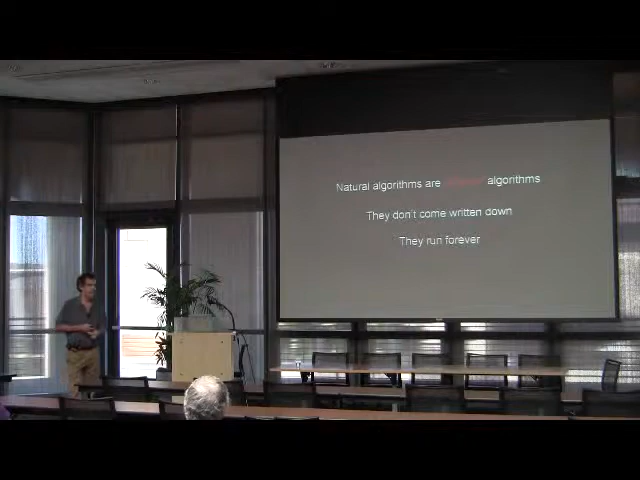 Natural algorithms are algorithms
They don't come written down
They run forever